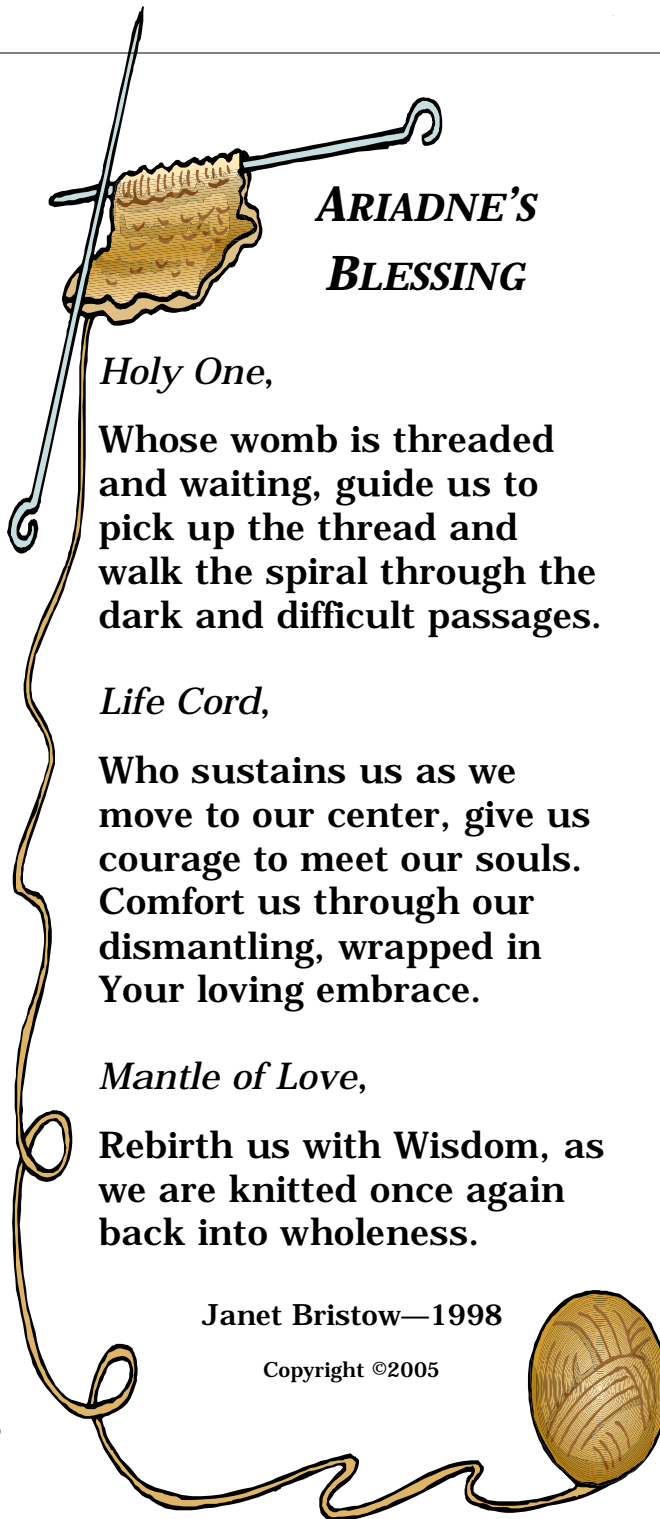 ARIADNE'S
BLESSING
Holy One,
Whose womb is threaded
and waiting, guide us to
pick up the thread and
walk the spiral through the
dark and difficult passages.
Life Cord,
Who sustains us as we
move to our center, give us
courage to meet our souls.
Comfort us through our
dismantling, wrapped in
Your loving embrace.
Mantle of Love,
Rebirth us with Wisdom, as
we are knitted once again
back into wholeness.
Janet Bristow—1998
Copyright ©2005